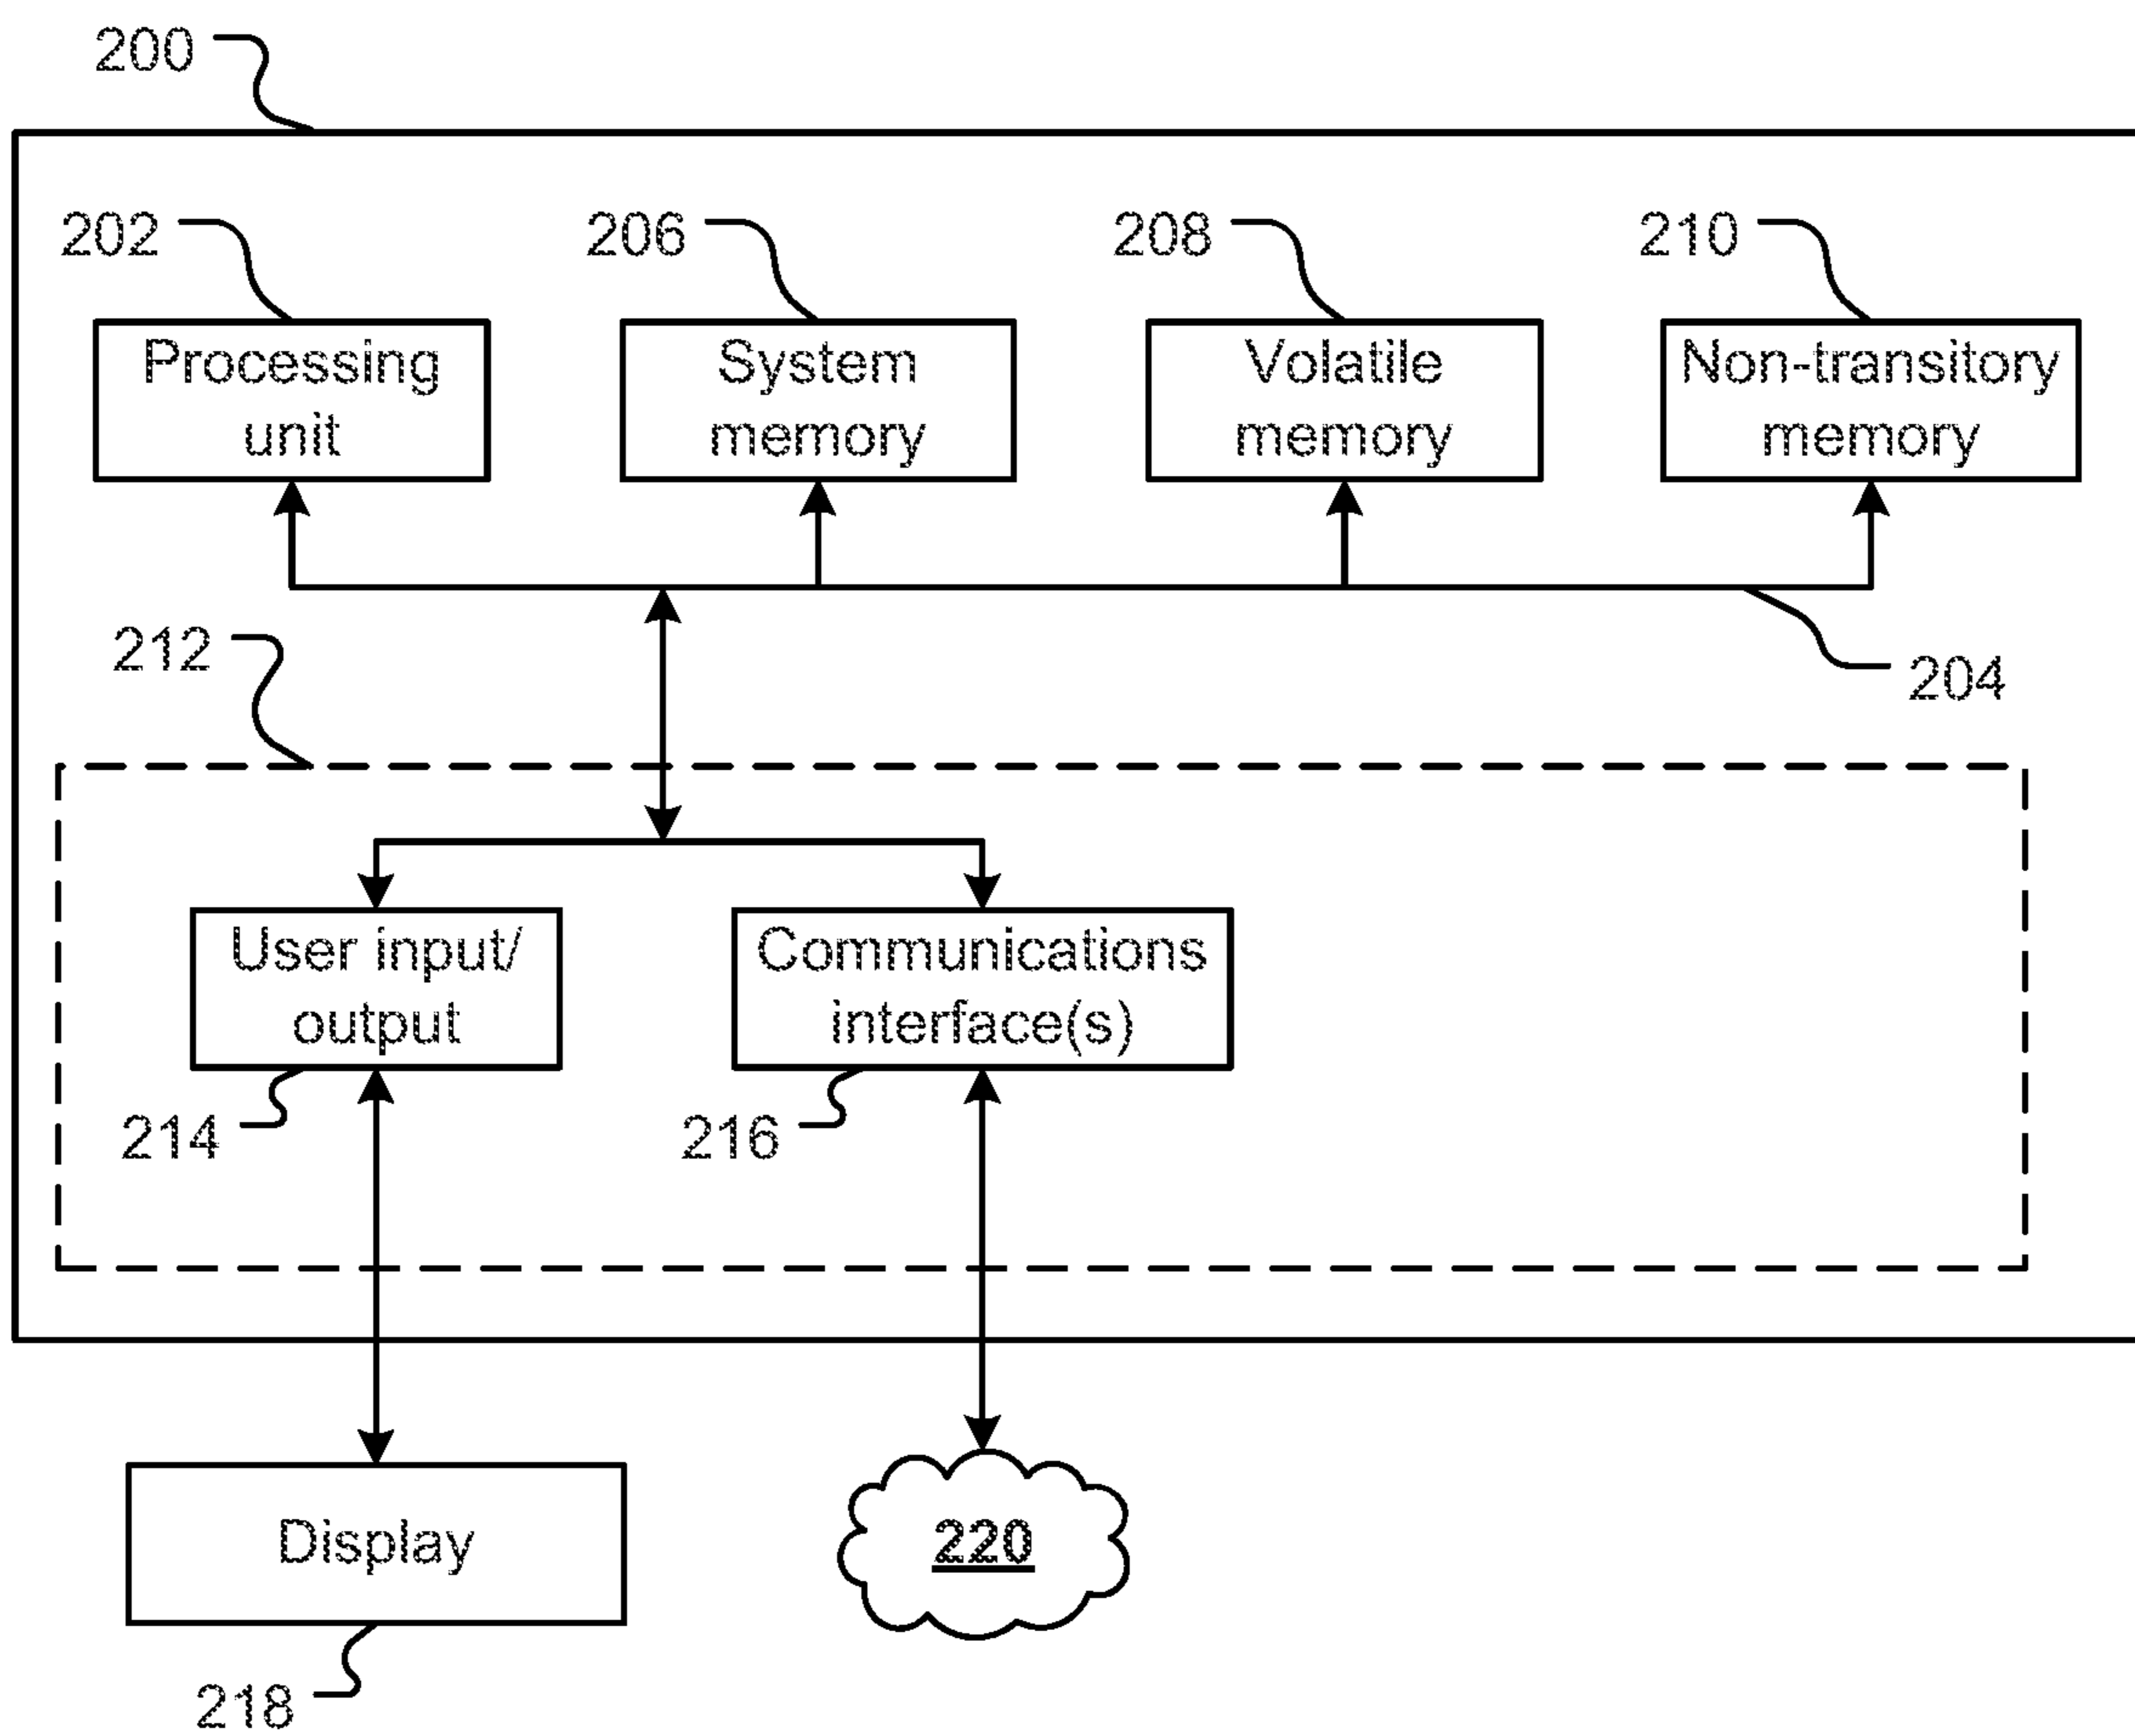 200
202
206
208
210
Processing
unit
System
memory
Volatile
memory
Non-transitory
memory
212
204
User input/
output
Communications
interface(s)
214
216
Display
220
218